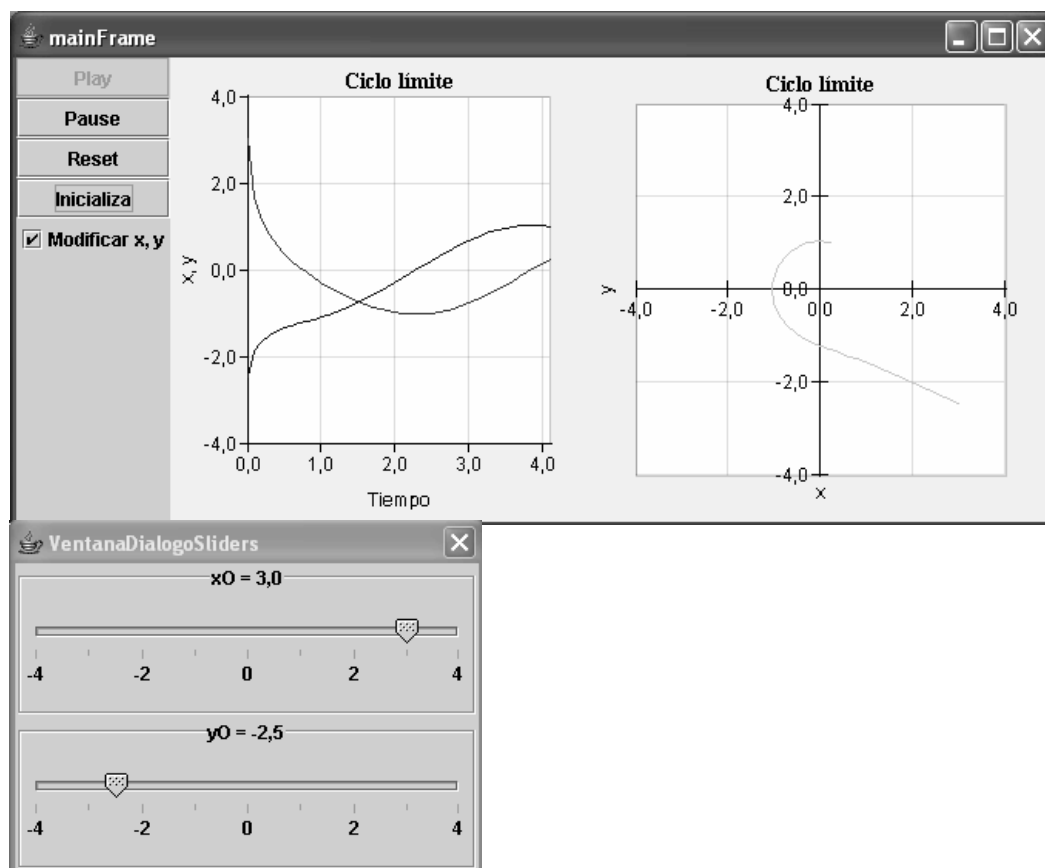 mainFrame
Play
Pause
Reset
Inicializa
Modificar x, y
Ciclo límite
4,0
2,0
0,0
-2,0
-4,0
x, y
0,0 1,0 2,0 3,0 4,0
Tiempo
Ciclo límite
4,0
2,0
0,0
-2,0
-4,0
y
-4,0 -2,0 0,0 2,0 4,0
x
VentanaDialogoSliders
xO = 3,0
-4 -2 0 2 4
yO = -2,5
-4 -2 0 2 4